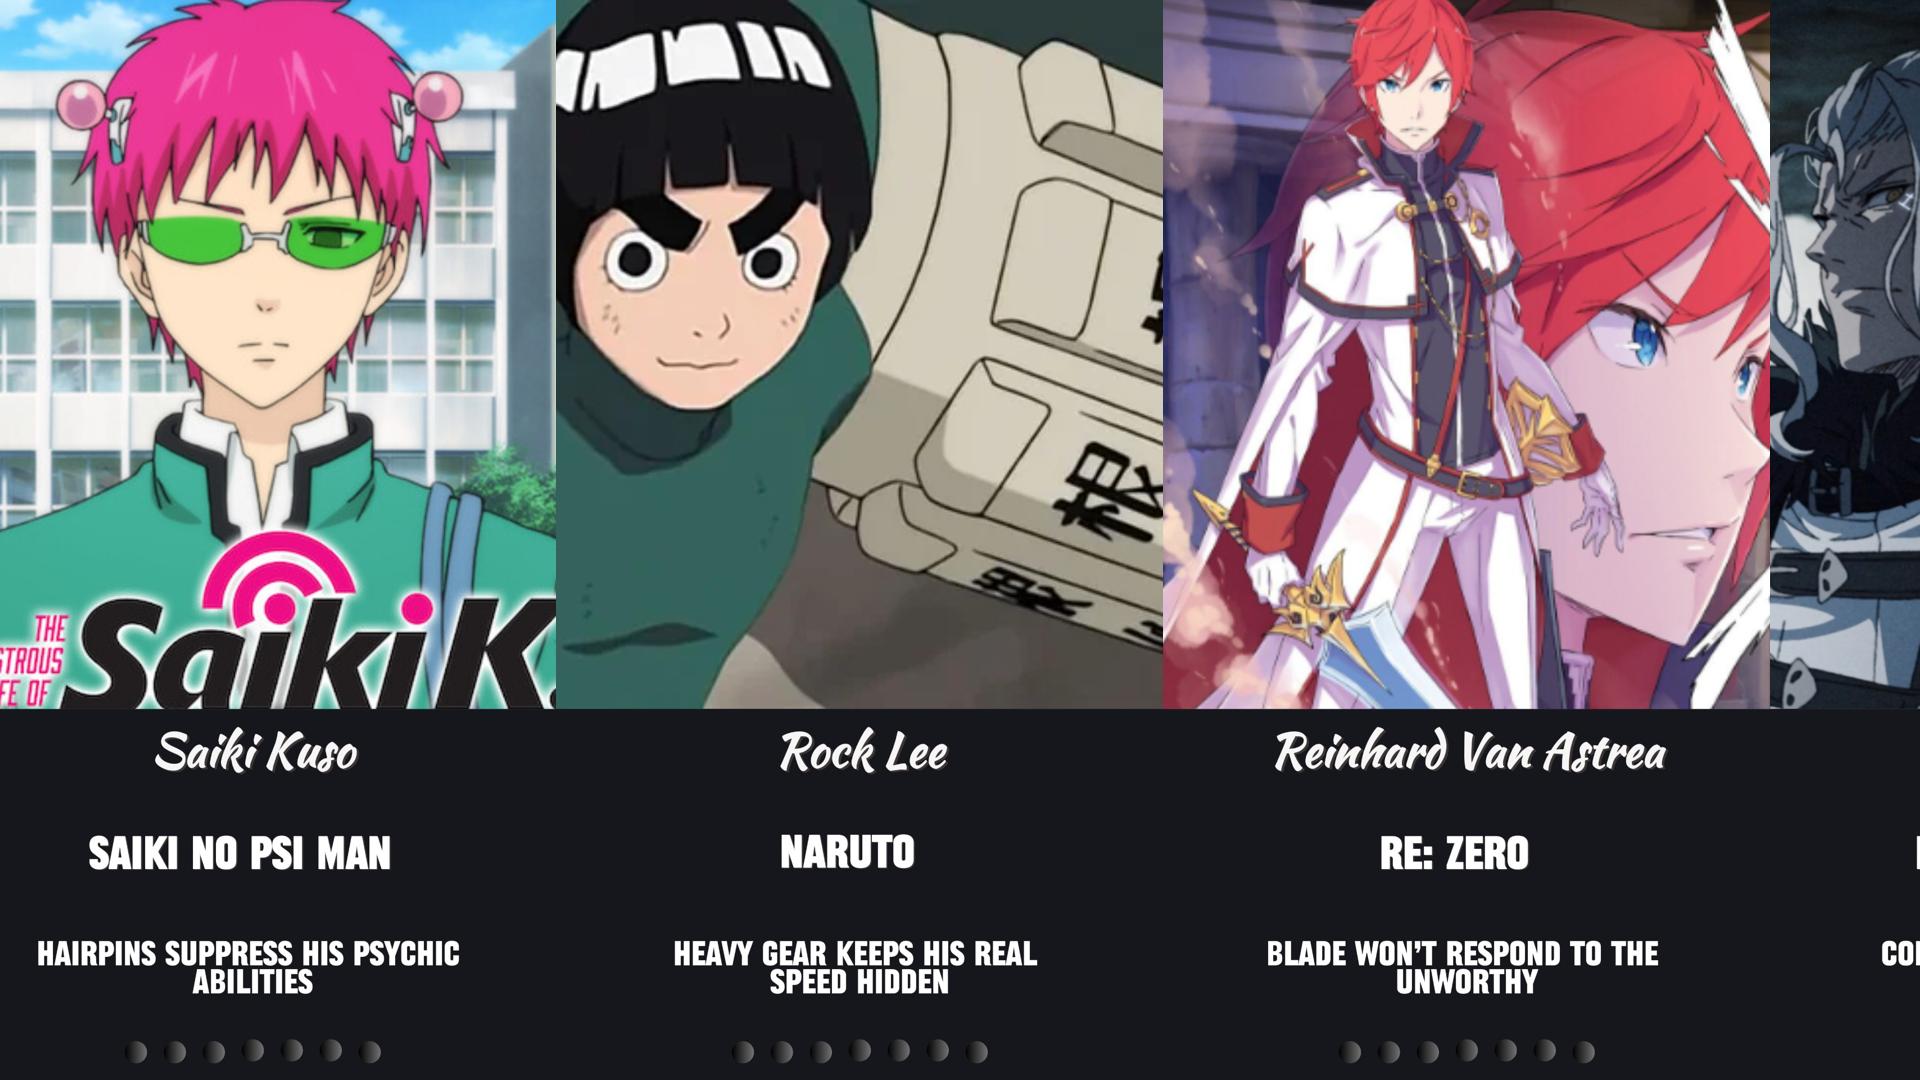 THE
STROUS
FE OF
Saiki K.
根
Saiki Kuso
SAIKI NO PSI MAN
HAIRPINS SUPPRESS HIS PSYCHIC
ABILITIES
Rock Lee
NARUTO
HEAVY GEAR KEEPS HIS REAL
SPEED HIDDEN
Reinhard Van Astrea
RE: ZERO
BLADE WON'T RESPOND TO THE
UNWORTHY